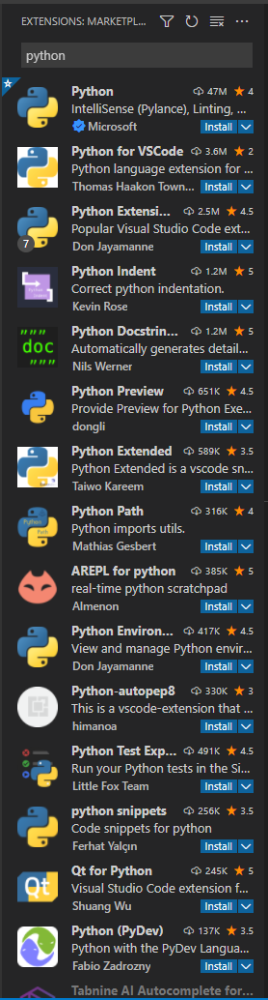 EXTENSIONS: MARKETPL...
python
Python 47M 4
IntelliSense (Pylance), Linting, ...
Microsoft Install
Python for VSCode 3.6M 2
Python language extension for ...
Thomas Haakon Town... Install
Python Extensi... 2.5M 4.5
Popular Visual Studio Code ext...
7
Don Jayamanne Install
Python Indent 1.2M 5
Correct python indentation.
Kevin Rose Install
Python Docstrin... 1.2M 5
Automatically generates detail...
Nils Werner Install
"""
doc
"""
Python Preview 651K 4.5
Provide Preview for Python Exe...
dongli Install
Python Extended 589K 3.5
Python Extended is a vscode sn...
Taiwo Kareem Install
Python Path 316K 4
Python imports utils.
Mathias Gesbert Install
Python
Path
AREPL for python 385K 5
real-time python scratchpad
Almenon Install
Python Environ... 417K 4.5
View and manage Python envir...
Don Jayamanne Install
Python-autopep8 330K 3
This is a vscode-extension that ...
himanoa Install
Python Test Exp... 491K 4.5
Run your Python tests in the Si...
Little Fox Team Install
python snippets 256K 3.5
Code snippets for python
Ferhat Yalçın Install
Qt for Python 245K 5
Visual Studio Code extension f...
Shuang Wu Install
Qt
Python (PyDev) 137K 3.5
Python with the PyDev Langua...
Fabio Zadrozny Install
Tabnine AI Autocomplete for...